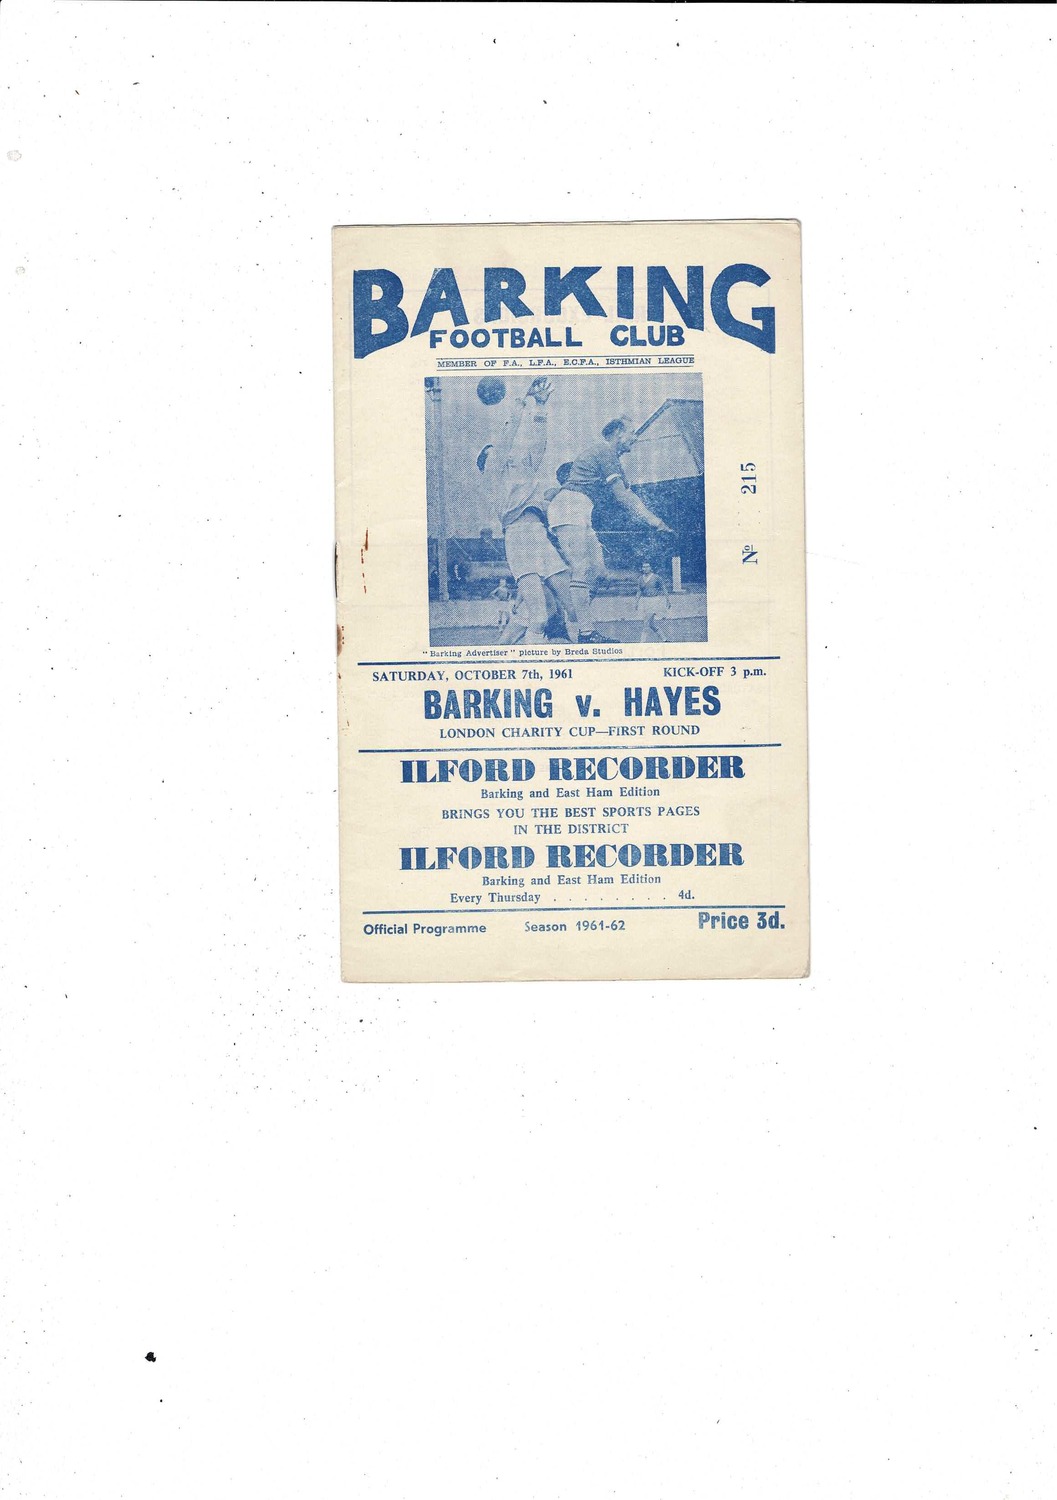 BARKING
FOOTBALL CLUB
MEMBER OF F.A., L.F.A., E.C.F.A., ISTHMIAN LEAGUE
Nº 215
" Barking Advertiser " picture by Breda Studios
SATURDAY, OCTOBER 7th, 1961 KICK-OFF 3 p.m.
BARKING v. HAYES
LONDON CHARITY CUP—FIRST ROUND
ILFORD RECORDER
Barking and East Ham Edition
BRINGS YOU THE BEST SPORTS PAGES
IN THE DISTRICT
ILFORD RECORDER
Barking and East Ham Edition
Every Thursday . . . . . . . . 4d.
Official Programme Season 1961-62 Price 3d.